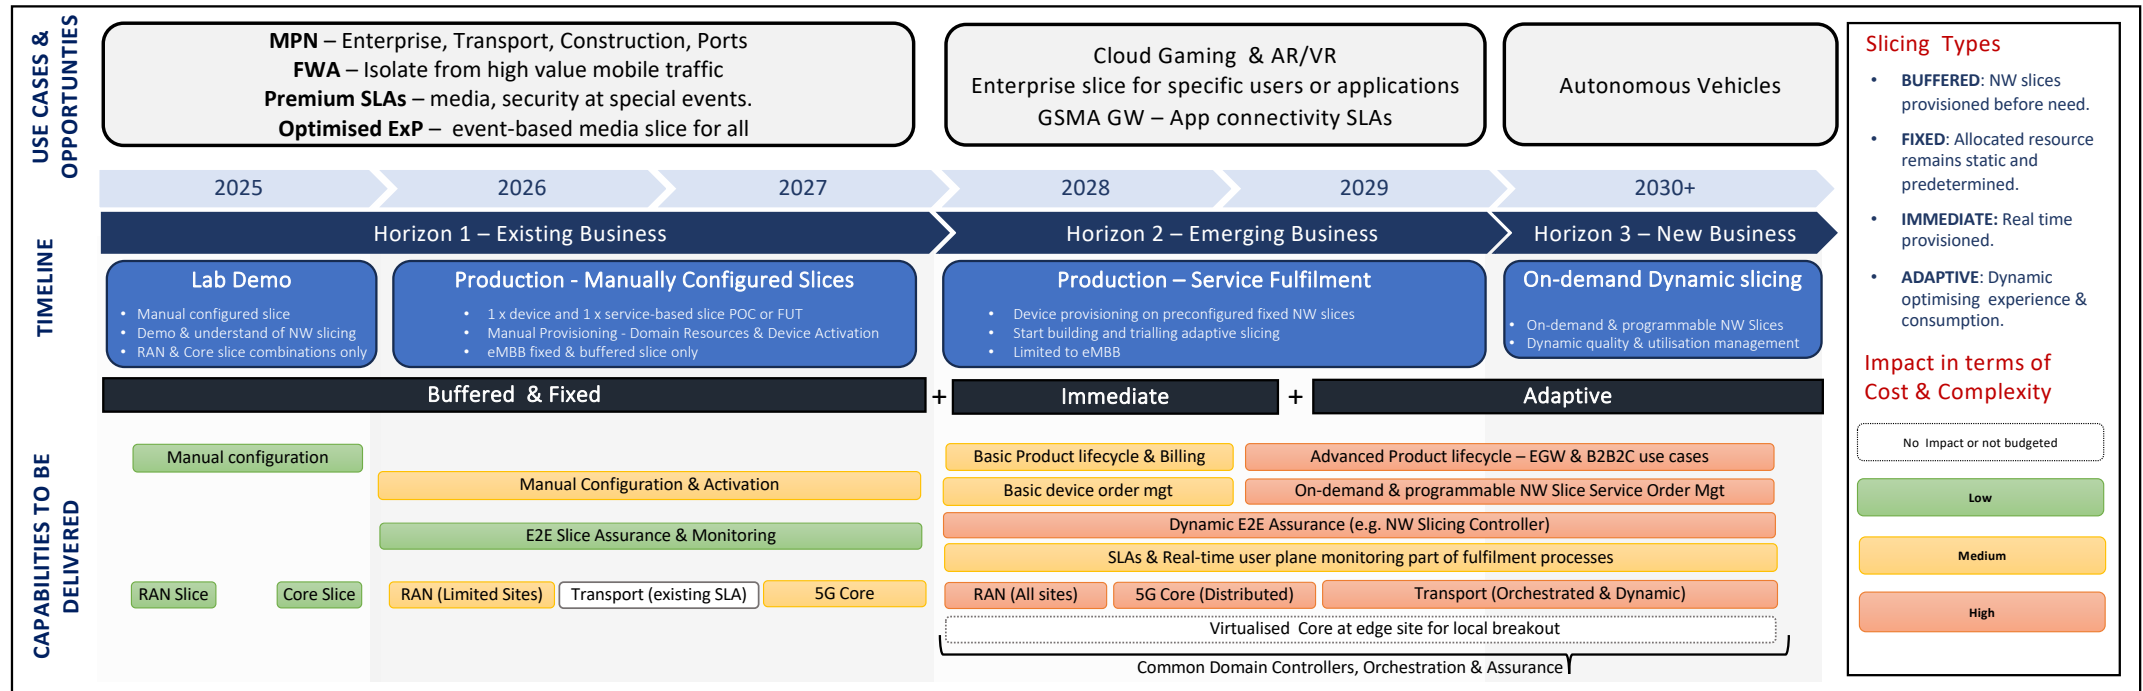 USE CASES &
OPPORTUNTIES
MPN – Enterprise, Transport, Construction, Ports
FWA – Isolate from high value mobile traffic
Premium SLAs – media, security at special events.
Optimised ExP – event-based media slice for all
Cloud Gaming & AR/VR
Enterprise slice for specific users or applications
GSMA GW – App connectivity SLAs
Autonomous Vehicles
TIMELINE
2025
2026
2027
2028
2029
2030+
Horizon 1 – Existing Business
Horizon 2 – Emerging Business
Horizon 3 – New Business
Lab Demo
• Manual configured slice
• Demo & understand of NW slicing
• RAN & Core slice combinations only
Production - Manually Configured Slices
• 1 x device and 1 x service-based slice POC or FUT
• Manual Provisioning - Domain Resources & Device Activation
• eMBB fixed & buffered slice only
Production – Service Fulfilment
• Device provisioning on preconfigured fixed NW slices
• Start building and trialling adaptive slicing
• Limited to eMBB
On-demand Dynamic slicing
• On-demand & programmable NW Slices
• Dynamic quality & utilisation management
Buffered & Fixed
+
Immediate
+
Adaptive
CAPABILITIES TO BE
DELIVERED
Manual configuration
Manual Configuration & Activation
E2E Slice Assurance & Monitoring
RAN Slice
Core Slice
RAN (Limited Sites)
Transport (existing SLA)
5G Core
Basic Product lifecycle & Billing
Advanced Product lifecycle – EGW & B2B2C use cases
Basic device order mgt
On-demand & programmable NW Slice Service Order Mgt
Dynamic E2E Assurance (e.g. NW Slicing Controller)
SLAs & Real-time user plane monitoring part of fulfilment processes
RAN (All sites)
5G Core (Distributed)
Transport (Orchestrated & Dynamic)
Virtualised Core at edge site for local breakout
Common Domain Controllers, Orchestration & Assurance
Slicing Types
• BUFFERED: NW slices
provisioned before need.
• FIXED: Allocated resource
remains static and
predetermined.
• IMMEDIATE: Real time
provisioned.
• ADAPTIVE: Dynamic
optimising experience &
consumption.
Impact in terms of
Cost & Complexity
No Impact or not budgeted
Low
Medium
High